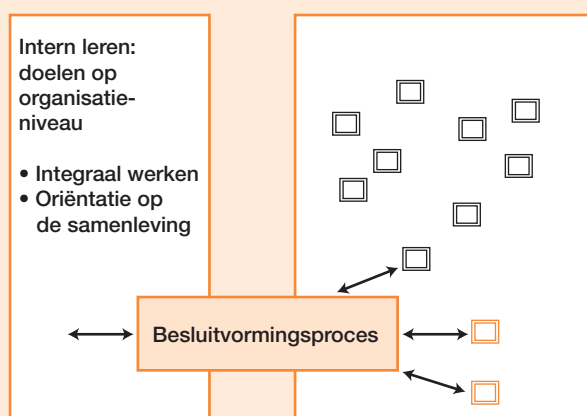 Intern leren:
doelen op
organisatie-
niveau
• Integraal werken
• Oriëntatie op
de samenleving
Besluitvormingsproces